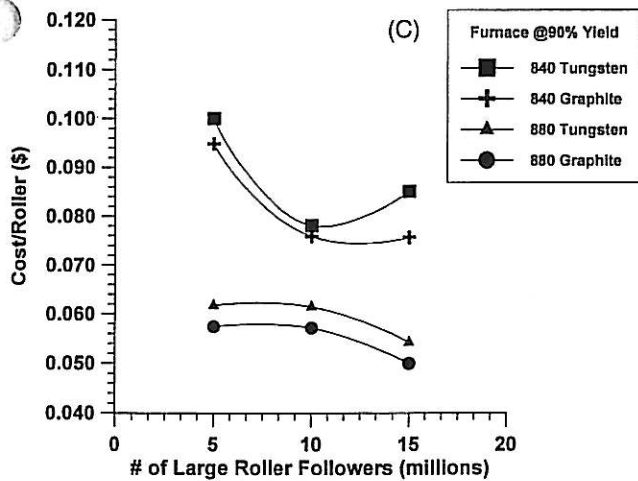 (C)
0.120
0.110
0.100
0.090
0.080
0.070
0.060
0.050
0.040
Cost/Roller ($)
0
5
10
15
20
# of Large Roller Followers (millions)
Furnace @90% Yield
840 Tungsten
840 Graphite
880 Tungsten
880 Graphite